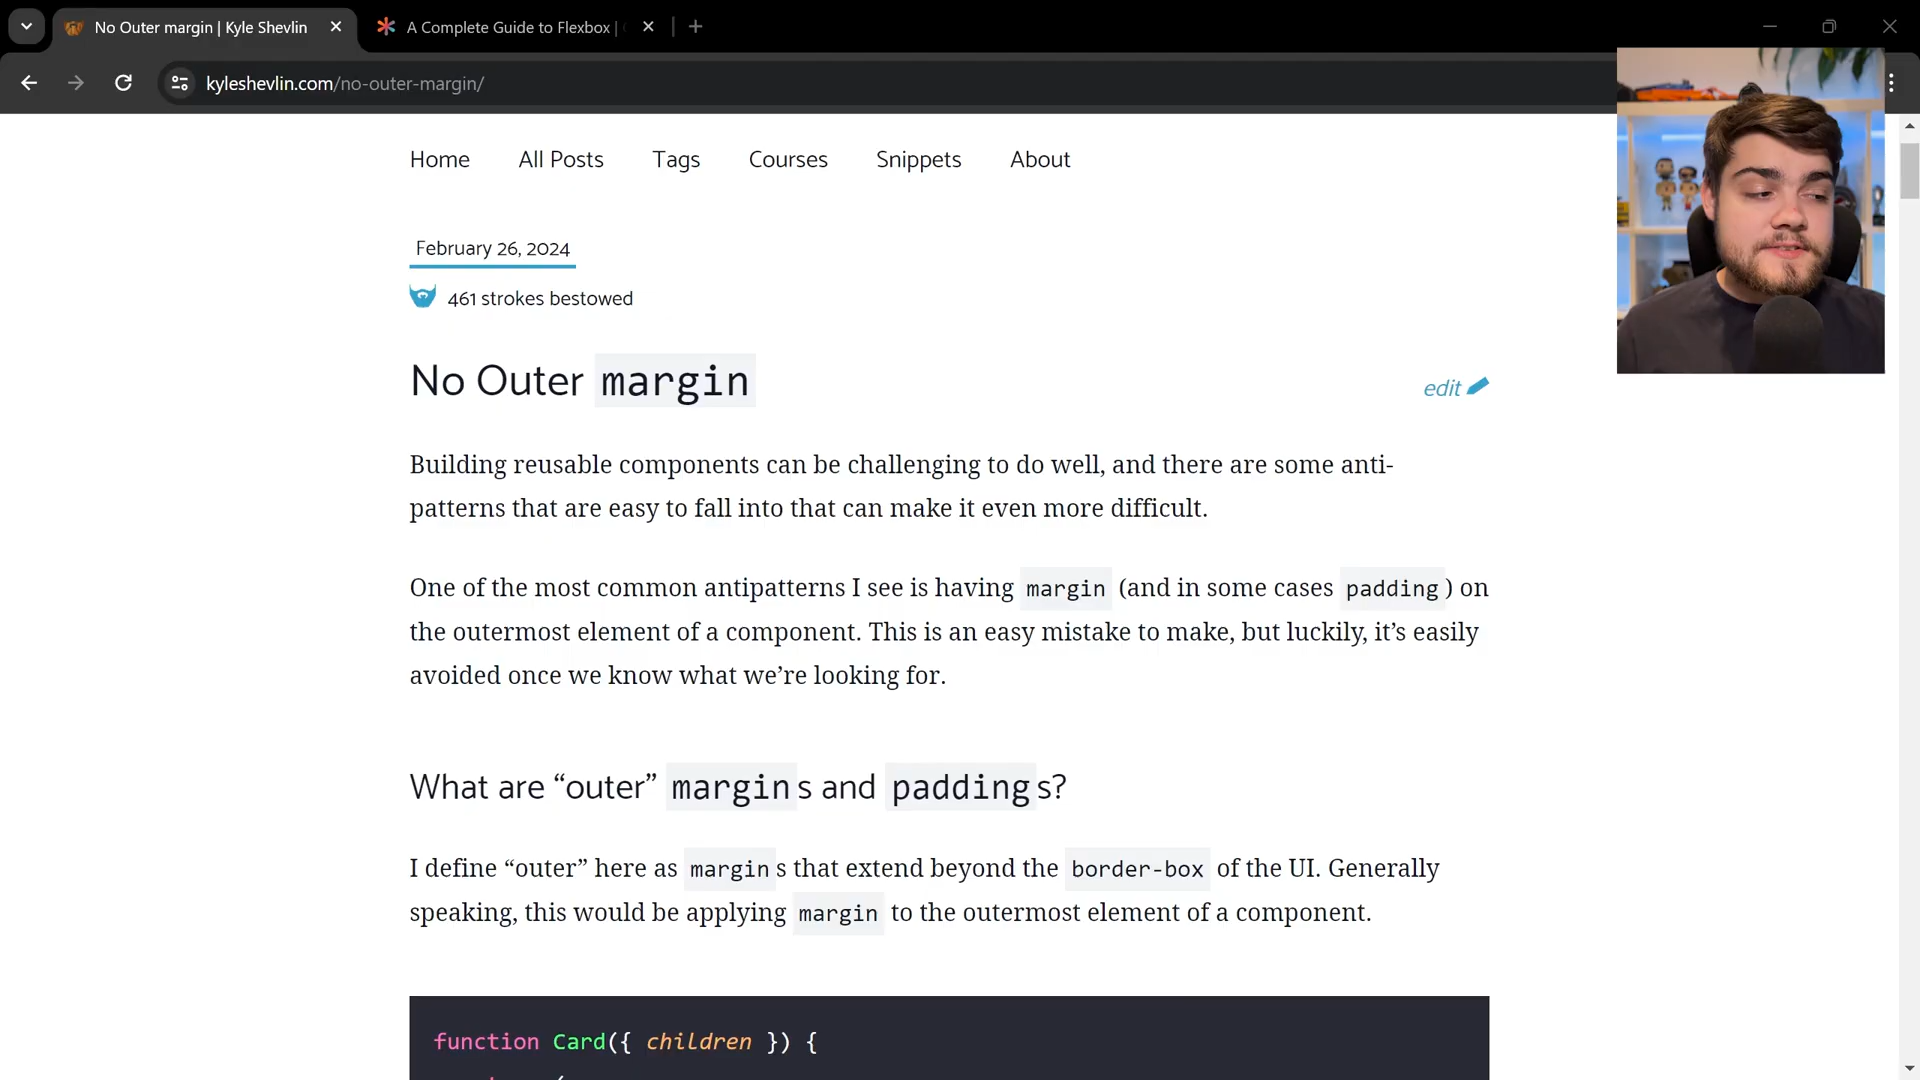 No Outer margin | Kyle Shevlin
A Complete Guide to Flexbox |
kyleshevlin.com/no-outer-margin/
Home All Posts Tags Courses Snippets About
February 26, 2024
461 strokes bestowed
No Outer margin
edit
Building reusable components can be challenging to do well, and there are some anti-
patterns that are easy to fall into that can make it even more difficult.
One of the most common antipatterns I see is having margin (and in some cases padding) on
the outermost element of a component. This is an easy mistake to make, but luckily, it’s easily
avoided once we know what we’re looking for.
What are “outer” margins and paddings?
I define “outer” here as margins that extend beyond the border-box of the UI. Generally
speaking, this would be applying margin to the outermost element of a component.
function Card({ children }) {